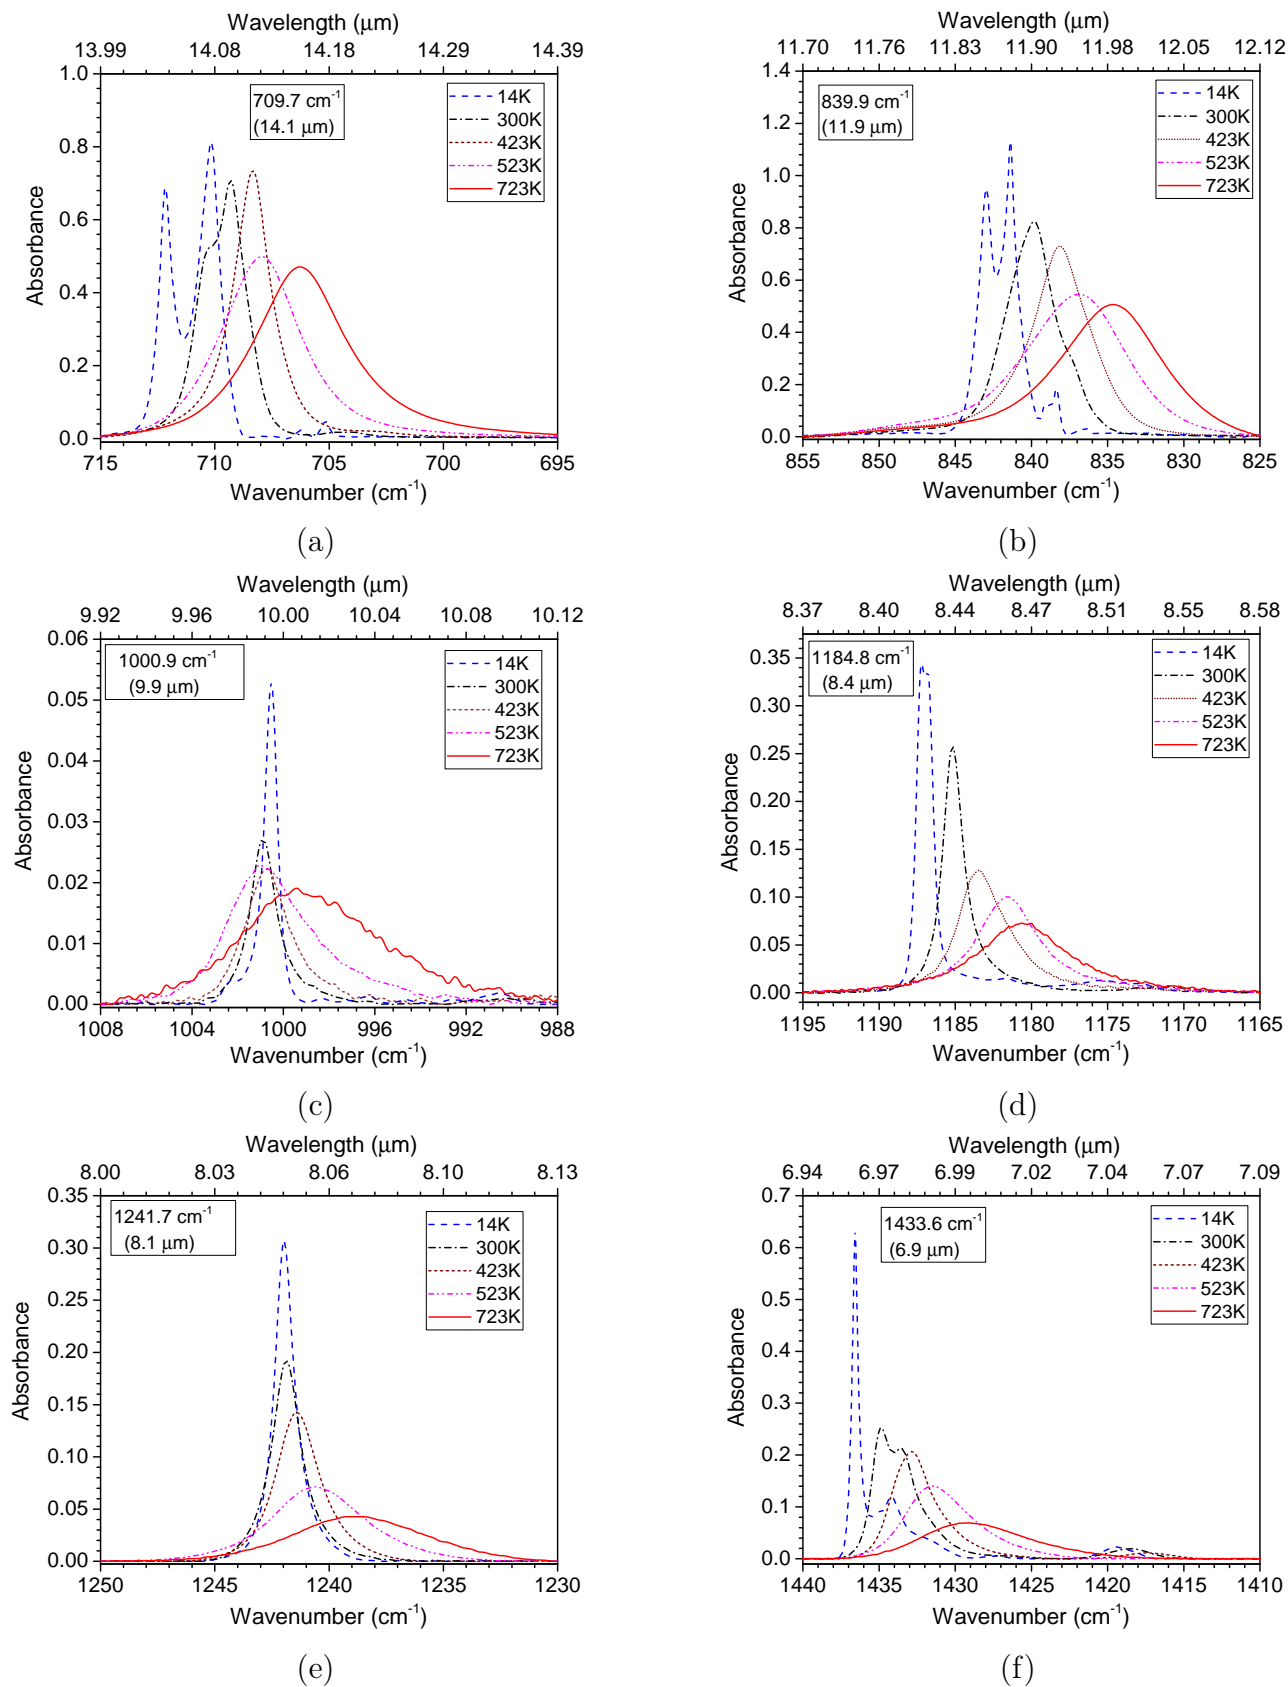 Wavelength (μm)
13.99 14.08 14.18 14.29 14.39
1.0
0.8
0.6
0.4
0.2
0.0
Absorbance
709.7 cm⁻¹
(14.1 μm)
14K
300K
423K
523K
723K
715 710 705 700 695
Wavenumber (cm⁻¹)
(a)
Wavelength (μm)
11.70 11.76 11.83 11.90 11.98 12.05 12.12
1.4
1.2
1.0
0.8
0.6
0.4
0.2
0.0
Absorbance
839.9 cm⁻¹
(11.9 μm)
14K
300K
423K
523K
723K
855 850 845 840 835 830 825
Wavenumber (cm⁻¹)
(b)
Wavelength (μm)
9.92 9.96 10.00 10.04 10.08 10.12
0.06
0.05
0.04
0.03
0.02
0.01
0.00
Absorbance
1000.9 cm⁻¹
(9.9 μm)
14K
300K
423K
523K
723K
1008 1004 1000 996 992 988
Wavenumber (cm⁻¹)
(c)
Wavelength (μm)
8.37 8.40 8.44 8.47 8.51 8.55 8.58
0.35
0.30
0.25
0.20
0.15
0.10
0.05
0.00
Absorbance
1184.8 cm⁻¹
(8.4 μm)
14K
300K
423K
523K
723K
1195 1190 1185 1180 1175 1170 1165
Wavenumber (cm⁻¹)
(d)
Wavelength (μm)
8.00 8.03 8.06 8.10 8.13
0.35
0.30
0.25
0.20
0.15
0.10
0.05
0.00
Absorbance
1241.7 cm⁻¹
(8.1 μm)
14K
300K
423K
523K
723K
1250 1245 1240 1235 1230
Wavenumber (cm⁻¹)
(e)
Wavelength (μm)
6.94 6.97 6.99 7.02 7.04 7.07 7.09
0.7
0.6
0.5
0.4
0.3
0.2
0.1
0.0
Absorbance
1433.6 cm⁻¹
(6.9 μm)
14K
300K
423K
523K
723K
1440 1435 1430 1425 1420 1415 1410
Wavenumber (cm⁻¹)
(f)